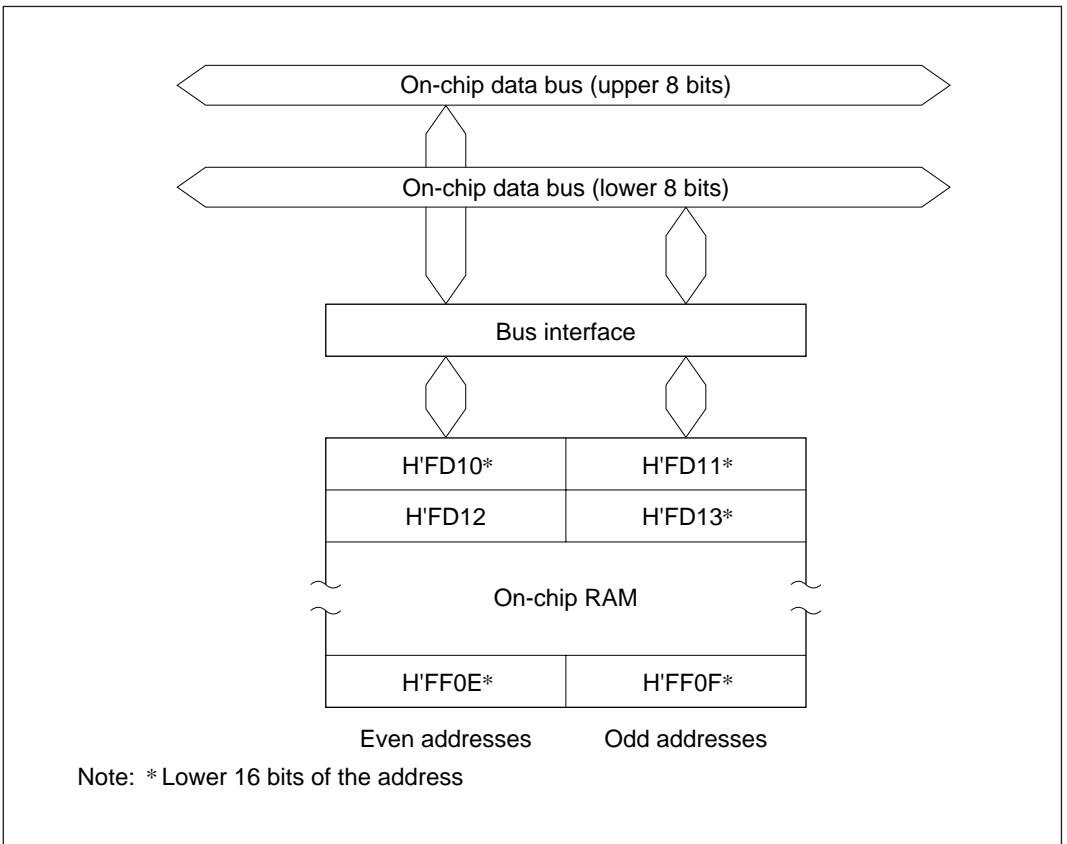 On-chip data bus (upper 8 bits)
On-chip data bus (lower 8 bits)
Bus interface
H'FD10* H'FD11*
H'FD12 H'FD13*
On-chip RAM
H'FF0E* H'FF0F*
Even addresses Odd addresses
Note: * Lower 16 bits of the address